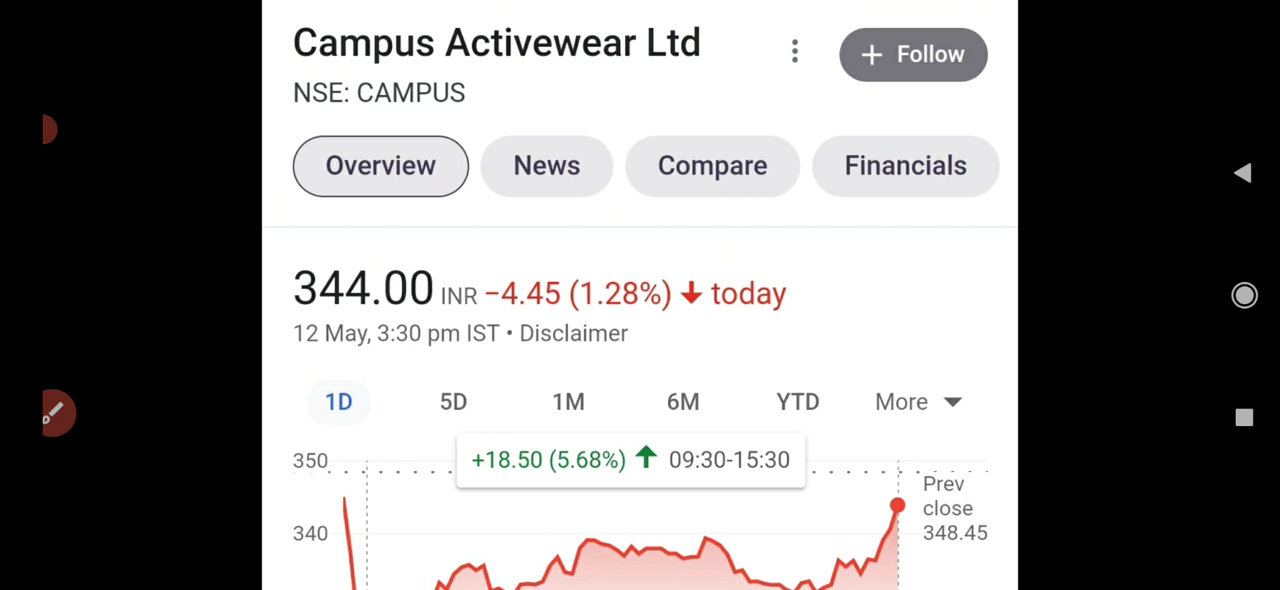 Campus Activewear Ltd
+ Follow
NSE: CAMPUS
Overview
News
Compare
Financials
344.00 INR −4.45 (1.28%) ↓ today
12 May, 3:30 pm IST • Disclaimer
1D
5D
1M
6M
YTD
More
+18.50 (5.68%) ↑ 09:30-15:30
350
Prev
close
348.45
340